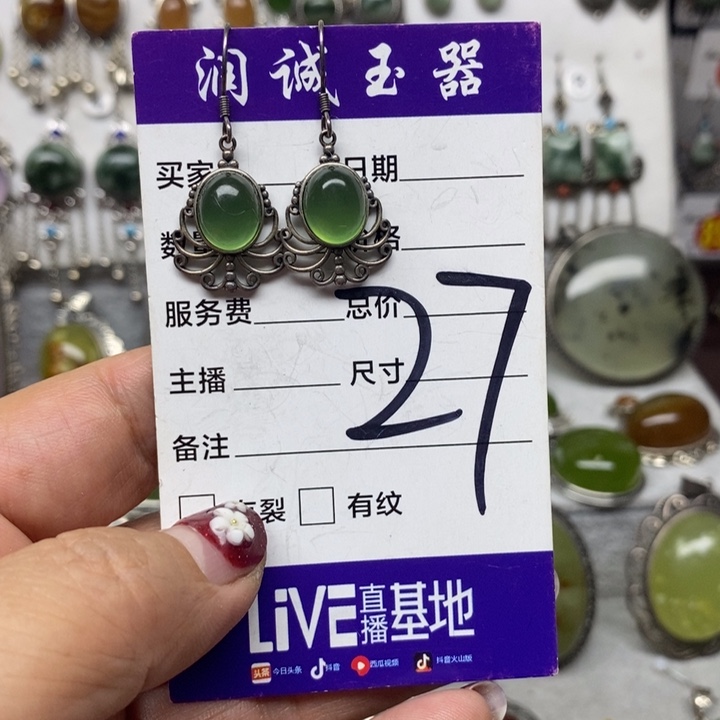 润诚玉器
买家 日期
数
服务费 总价
27
主播 尺寸
备注
裂 有纹
LiVE直播基地
头条 今日头条 抖音 西瓜视频 抖音火山版